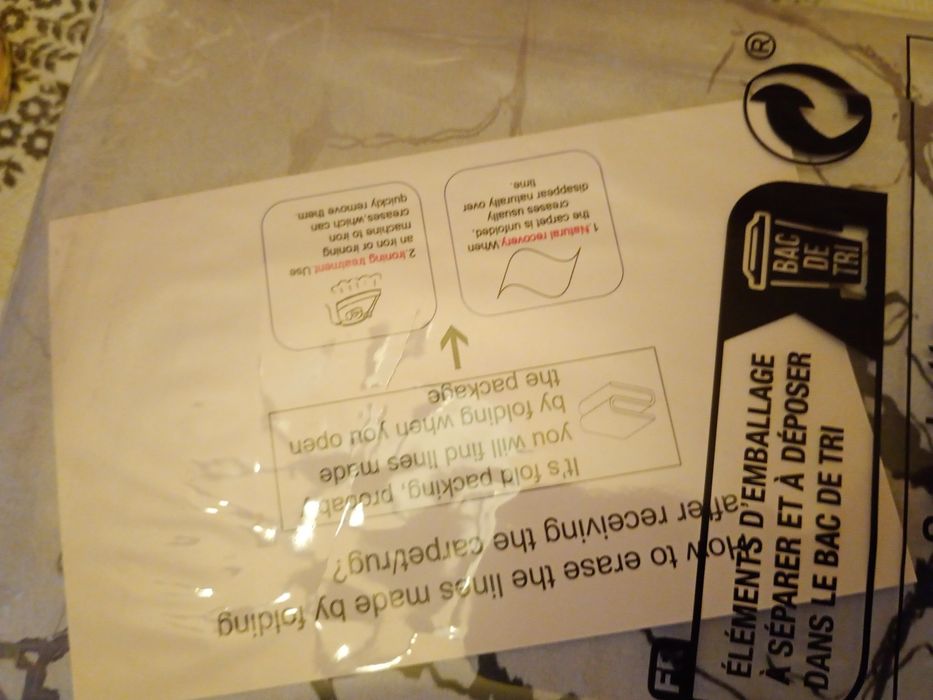 How to erase the lines made by folding
after receiving the carpet/rug?
It's fold packing, probably
you will find lines made
by folding when you open
the package
1.Natural recovery When
the carpet is unfolded,
creases usually
disappear naturally over
time.
2.Ironing treatment Use
an iron or ironing
machine to iron
creases,which can
quickly remove them.
®
BAC
DE
TRI
FR
ÉLÉMENTS D'EMBALLAGE
À SÉPARER ET À DÉPOSER
DANS LE BAC DE TRI